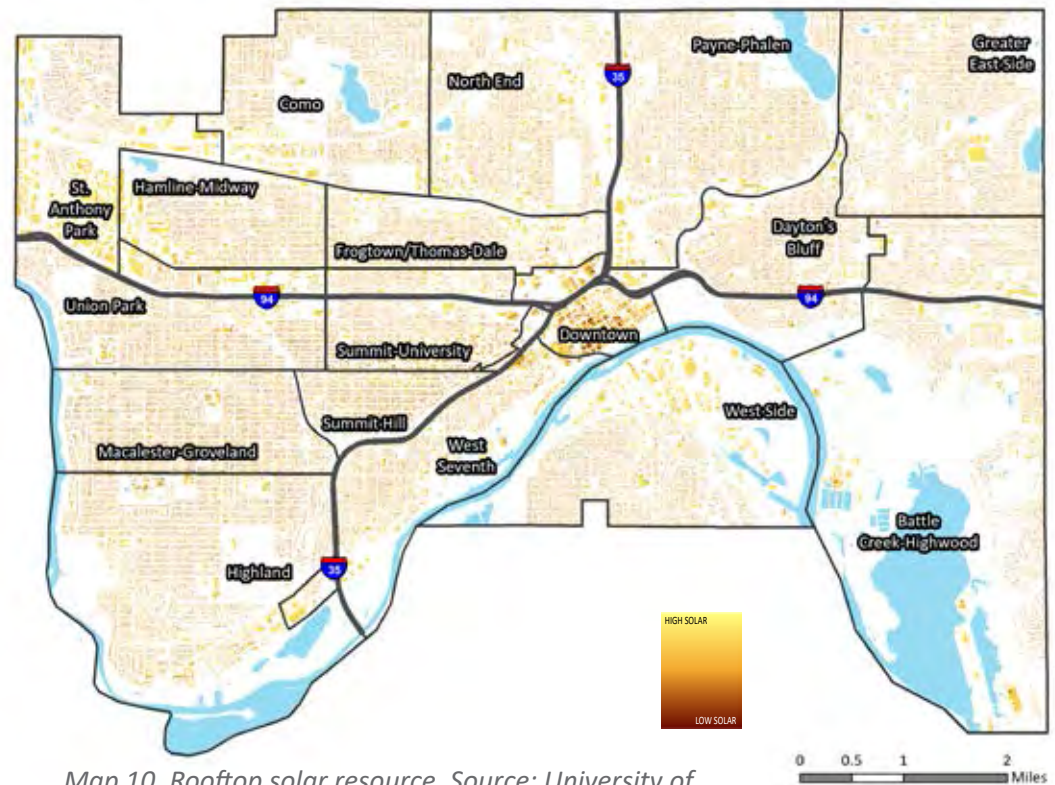 Payne-Phalen
Greater
East-Side
North End
35
Como
St.
Anthony
Park
Hamline-Midway
Dayton's
Bluff
Frogtown/Thomas-Dale
Union Park
94
94
Downtown
Summit-University
West-Side
Summit-Hill
West
Seventh
Macalester-Groveland
Battle
Creek-Highwood
Highland
35
HIGH SOLAR
LOW SOLAR
0 0.5 1 2
Miles
Map 10. Rooftop solar resource. Source: University of